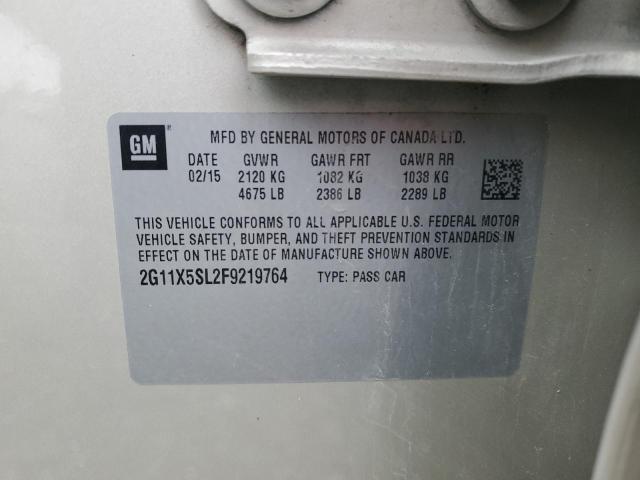 GM ®
MFD BY GENERAL MOTORS OF CANADA LTD.
DATE GVWR GAWR FRT GAWR RR
02/15 2120 KG 1082 KG 1038 KG
4675 LB 2386 LB 2289 LB
THIS VEHICLE CONFORMS TO ALL APPLICABLE U.S. FEDERAL MOTOR
VEHICLE SAFETY, BUMPER, AND THEFT PREVENTION STANDARDS IN
EFFECT ON THE DATE OF MANUFACTURE SHOWN ABOVE.
2G11X5SL2F9219764 TYPE: PASS CAR